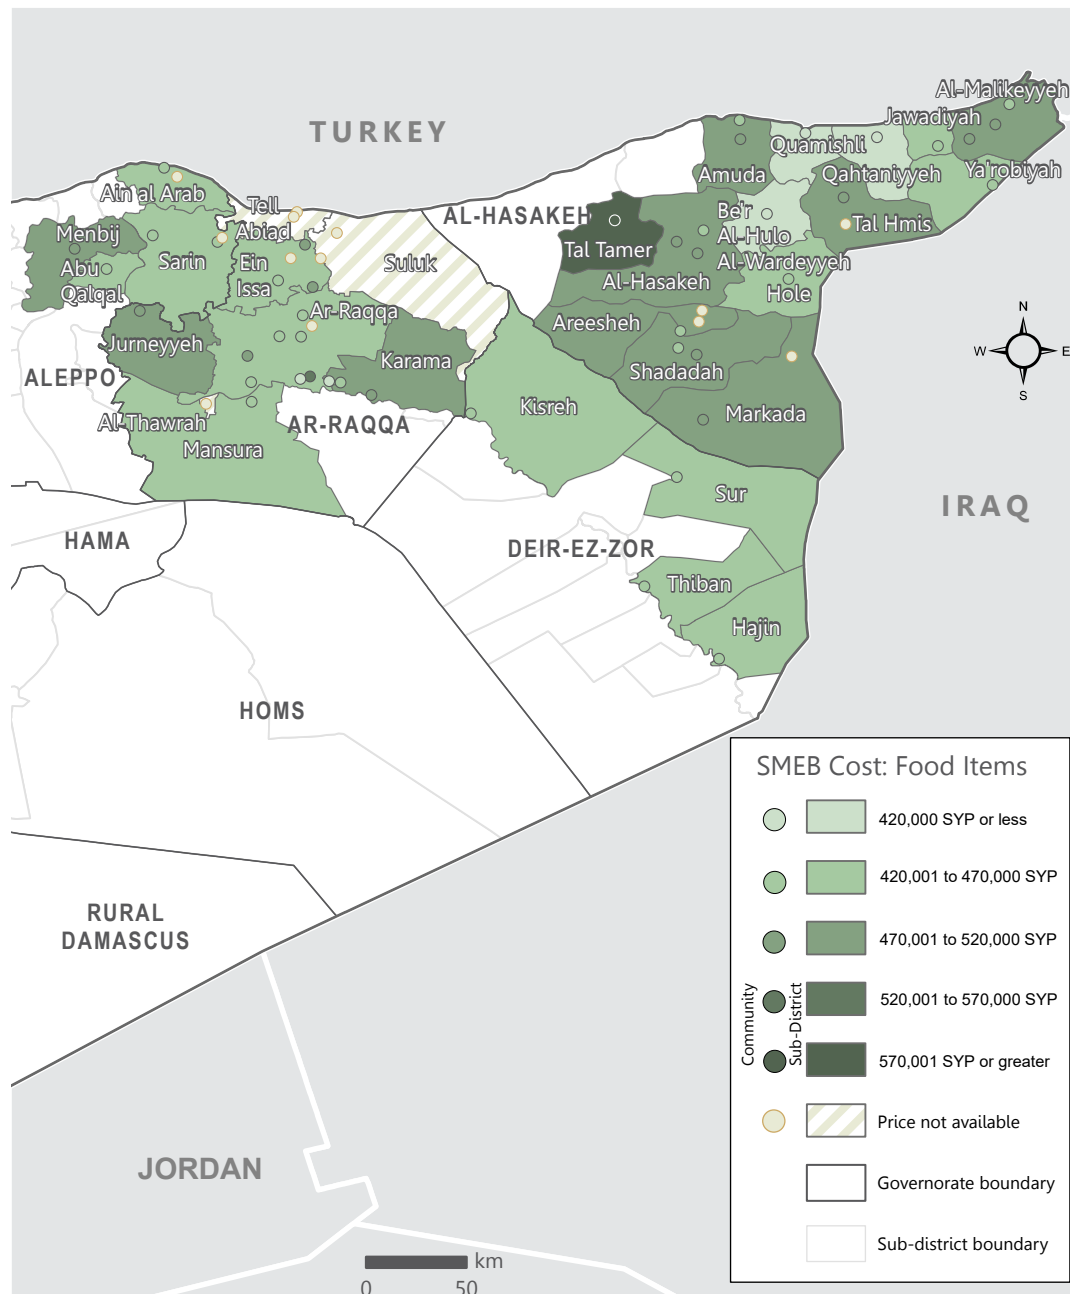 TURKEY
Al-Malikeyyeh
Jawadiyah
Quamishli
Ya'robiyah
Qahtaniyyeh
Amuda
Ain al Arab
Tell
Abiad
AL-HASAKEH
Be'r
Al-Hulo
Tal Hmis
Menbij
Tal Tamer
Abu
Qalqal
Sarin
Ein
Issa
Suluk
Al-Wardeyyeh
Al-Hasakeh
Hole
Ar-Raqqa
Areesheh
N
W
E
S
Jurneyyeh
Karama
Shadadah
ALEPPO
Kisreh
Markada
Al-Thawrah
AR-RAQQA
Mansura
Sur
IRAQ
HAMA
DEIR-EZ-ZOR
Thiban
Hajin
HOMS
RURAL
DAMASCUS
JORDAN
km
0
50
SMEB Cost: Food Items
420,000 SYP or less
420,001 to 470,000 SYP
470,001 to 520,000 SYP
520,001 to 570,000 SYP
570,001 SYP or greater
Community
Sub-District
Price not available
Governorate boundary
Sub-district boundary